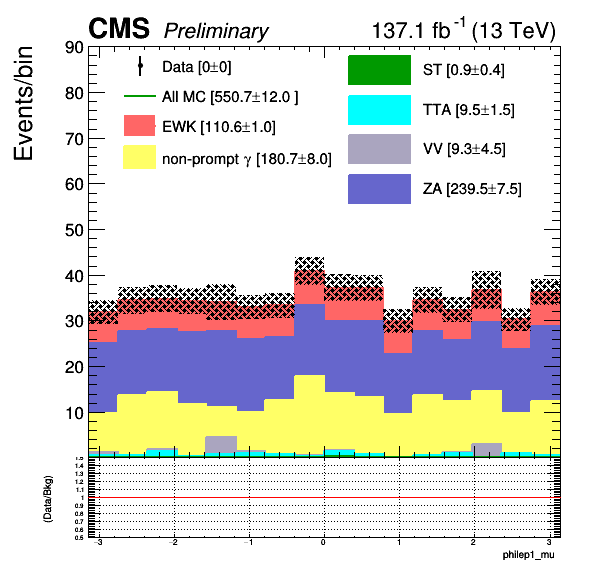 CMS Preliminary 137.1 fb⁻¹ (13 TeV)
Events/bin
90
80
70
60
50
40
30
20
10
Data [0±0]
All MC [550.7±12.0 ]
EWK [110.6±1.0]
non-prompt γ [180.7±8.0]
ST [0.9±0.4]
TTA [9.5±1.5]
VV [9.3±4.5]
ZA [239.5±7.5]
(Data/Bkg)
1.5
1.4
1.3
1.2
1.1
1
0.9
0.8
0.7
0.6
0.5
-3 -2 -1 0 1 2 3
philep1_mu